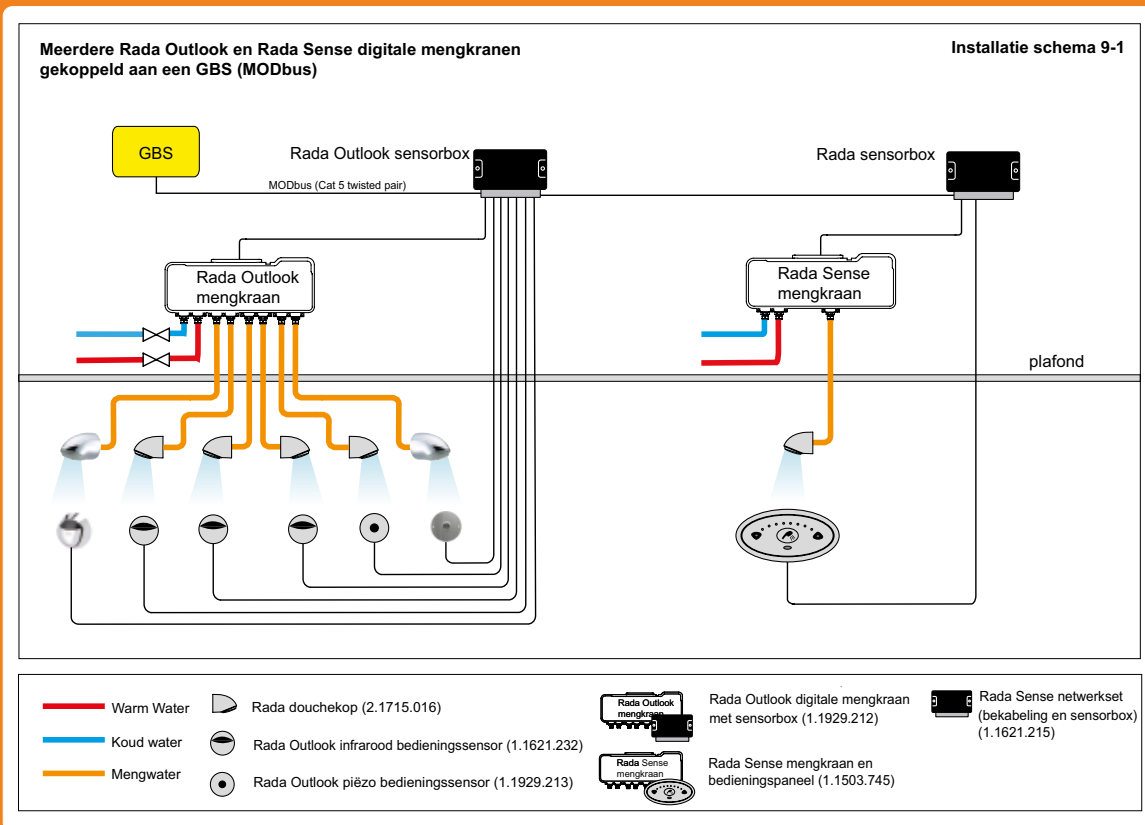 Meerdere Rada Outlook en Rada Sense digitale mengkranen
gekoppeld aan een GBS (MODbus)
Installatie schema 9-1
GBS
Rada Outlook sensorbox
Rada sensorbox
MODbus (Cat 5 twisted pair)
Rada Outlook
mengkraan
Rada Sense
mengkraan
plafond
Warm Water
Koud water
Mengwater
Rada douchekop (2.1715.016)
Rada Outlook infrarood bedieningssensor (1.1621.232)
Rada Outlook piëzo bedieningssensor (1.1929.213)
Rada Outlook
mengkraan
Rada Outlook digitale mengkraan
met sensorbox (1.1929.212)
Rada Sense
mengkraan
Rada Sense mengkraan en
bedieningspaneel (1.1503.745)
Rada Sense netwerkset
(bekabeling en sensorbox)
(1.1621.215)